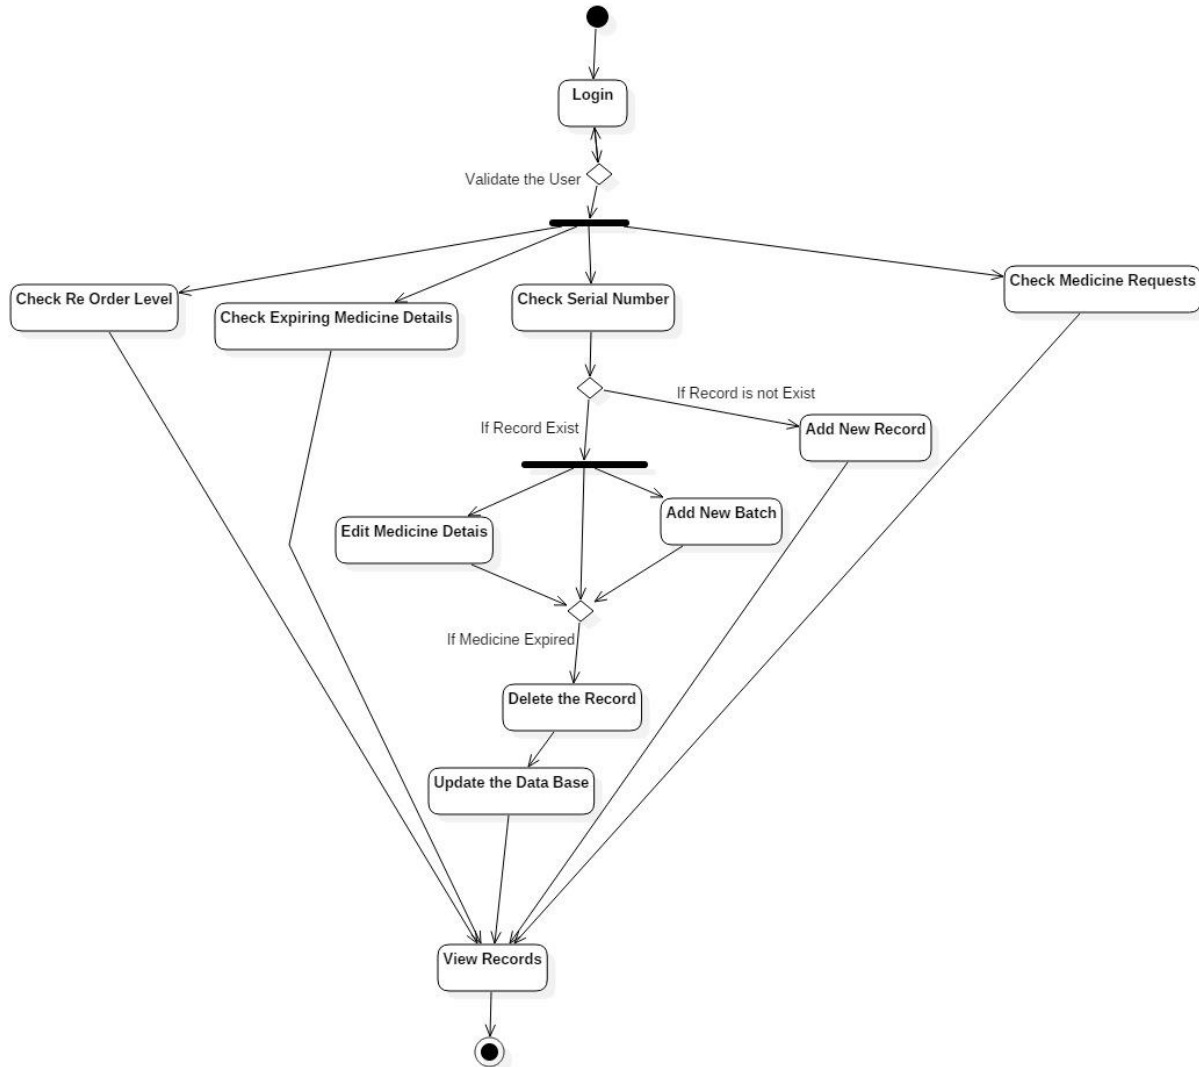 Login
Validate the User
Check Re Order Level
Check Expiring Medicine Details
Check Serial Number
Check Medicine Requests
If Record is not Exist
If Record Exist
Add New Record
Edit Medicine Detais
Add New Batch
If Medicine Expired
Delete the Record
Update the Data Base
View Records